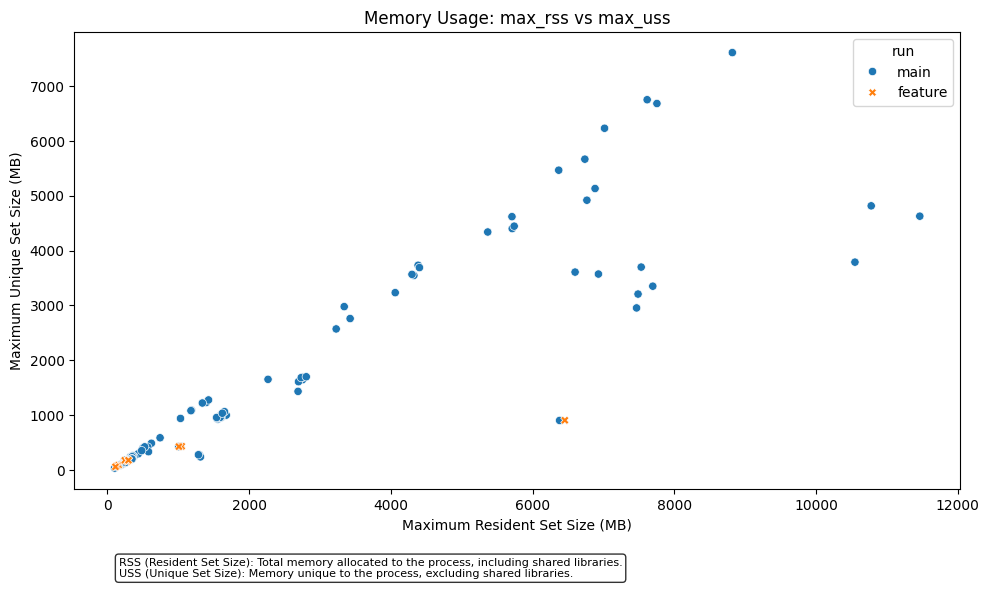 Memory Usage: max_rss vs max_uss
run
main
feature
7000
6000
5000
4000
3000
2000
1000
0
Maximum Unique Set Size (MB)
0 2000 4000 6000 8000 10000 12000
Maximum Resident Set Size (MB)
RSS (Resident Set Size): Total memory allocated to the process, including shared libraries.
USS (Unique Set Size): Memory unique to the process, excluding shared libraries.